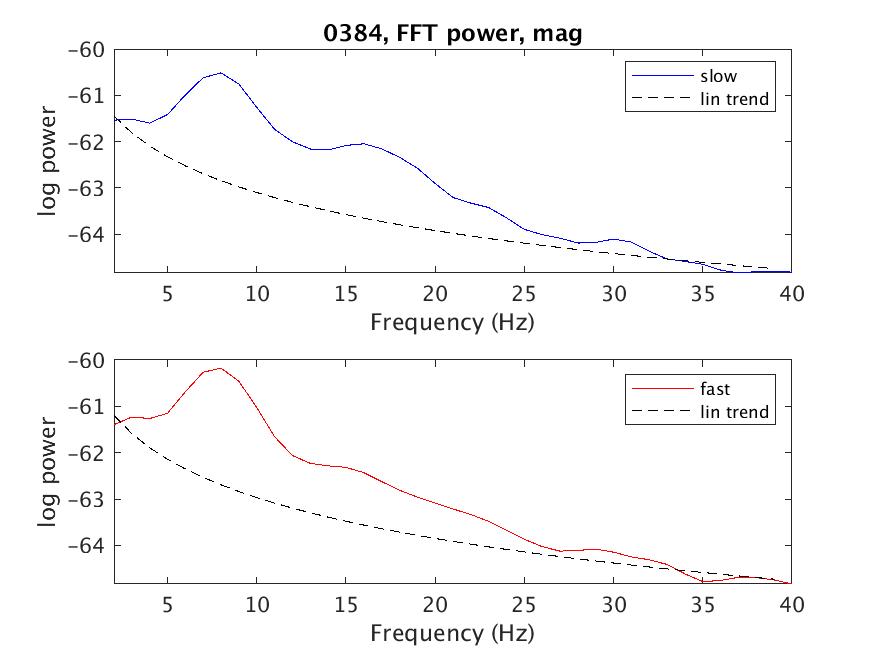 0384, FFT power, mag
−60
−61
−62
−63
−64
log power
slow
lin trend
5 10 15 20 25 30 35 40
Frequency (Hz)
−60
−61
−62
−63
−64
log power
fast
lin trend
5 10 15 20 25 30 35 40
Frequency (Hz)